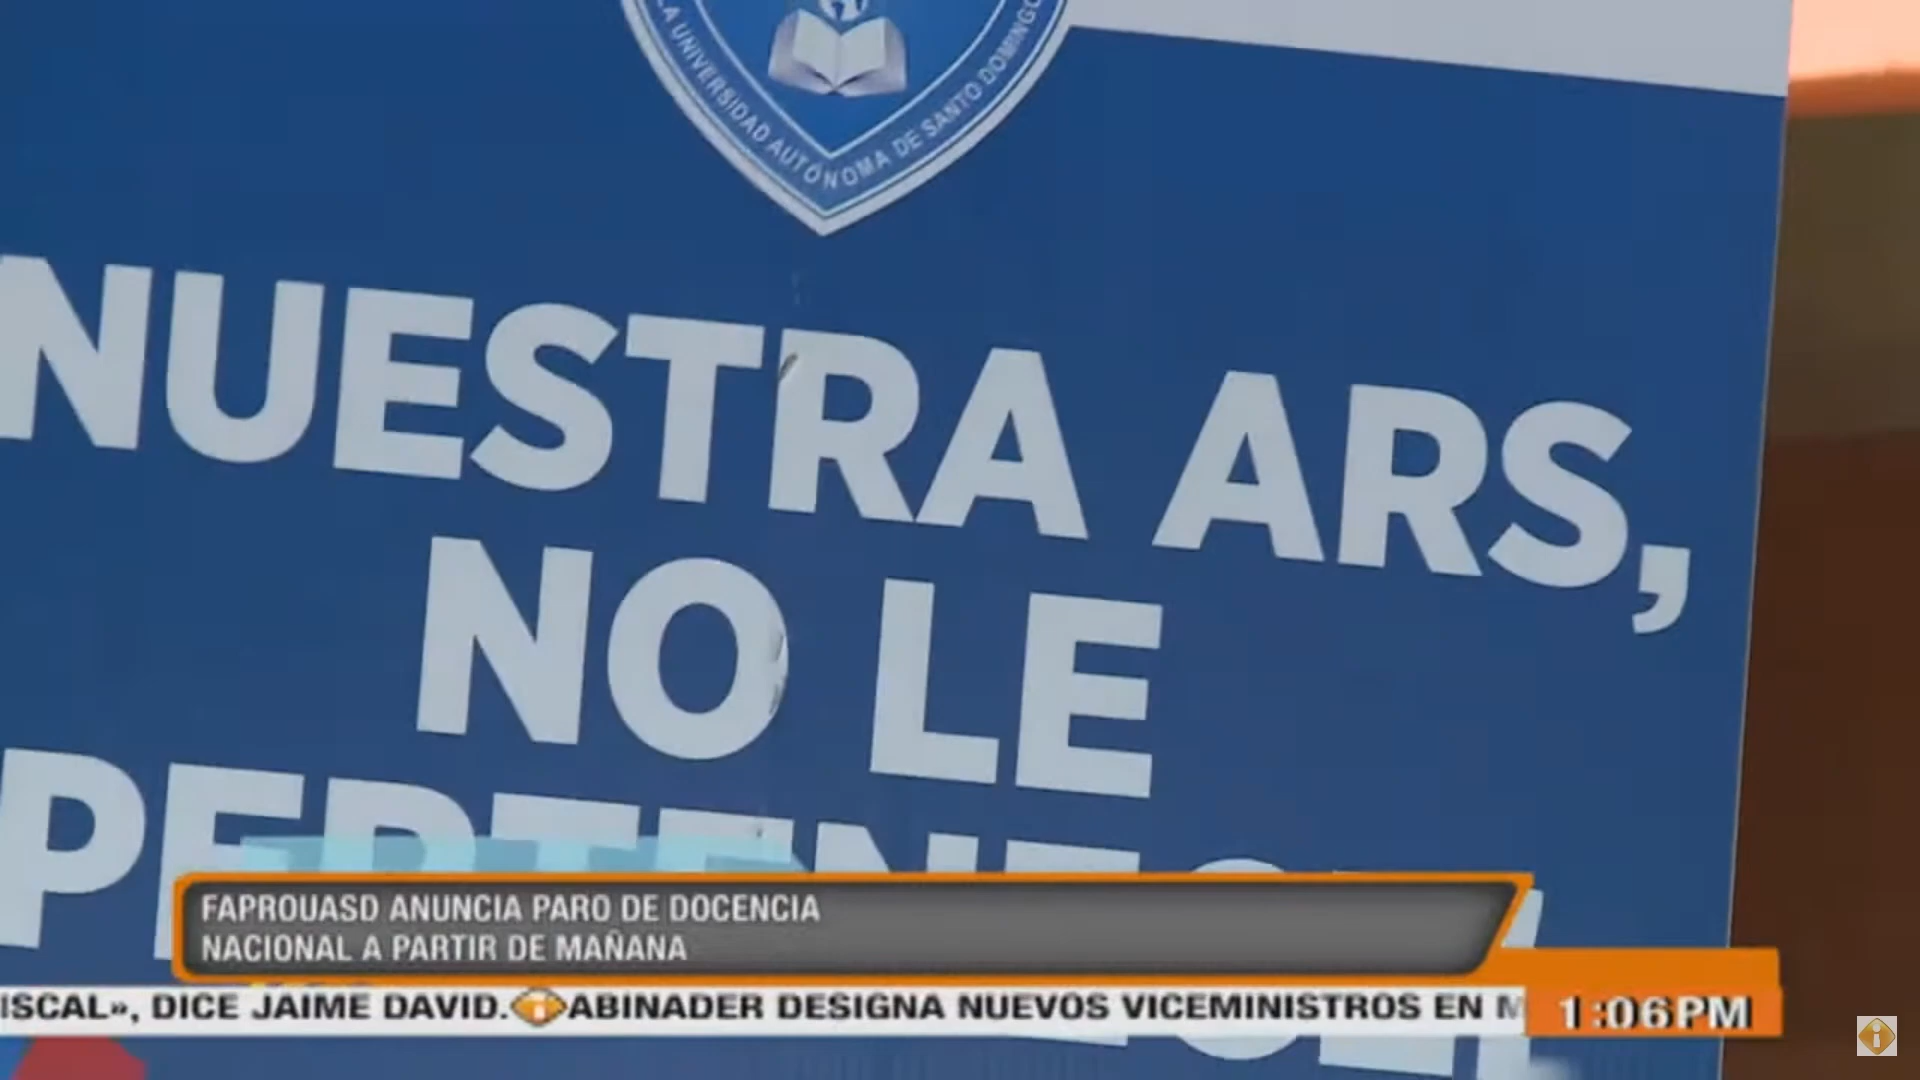 LA UNIVERSIDAD AUTÓNOMA DE SANTO DOMINGO
NUESTRA ARS,
NO LE
FAPROUASD ANUNCIA PARO DE DOCENCIA
NACIONAL A PARTIR DE MAÑANA
ISCAL», DICE JAIME DAVID. ABINADER DESIGNA NUEVOS VICEMINISTROS EN M
1:06PM